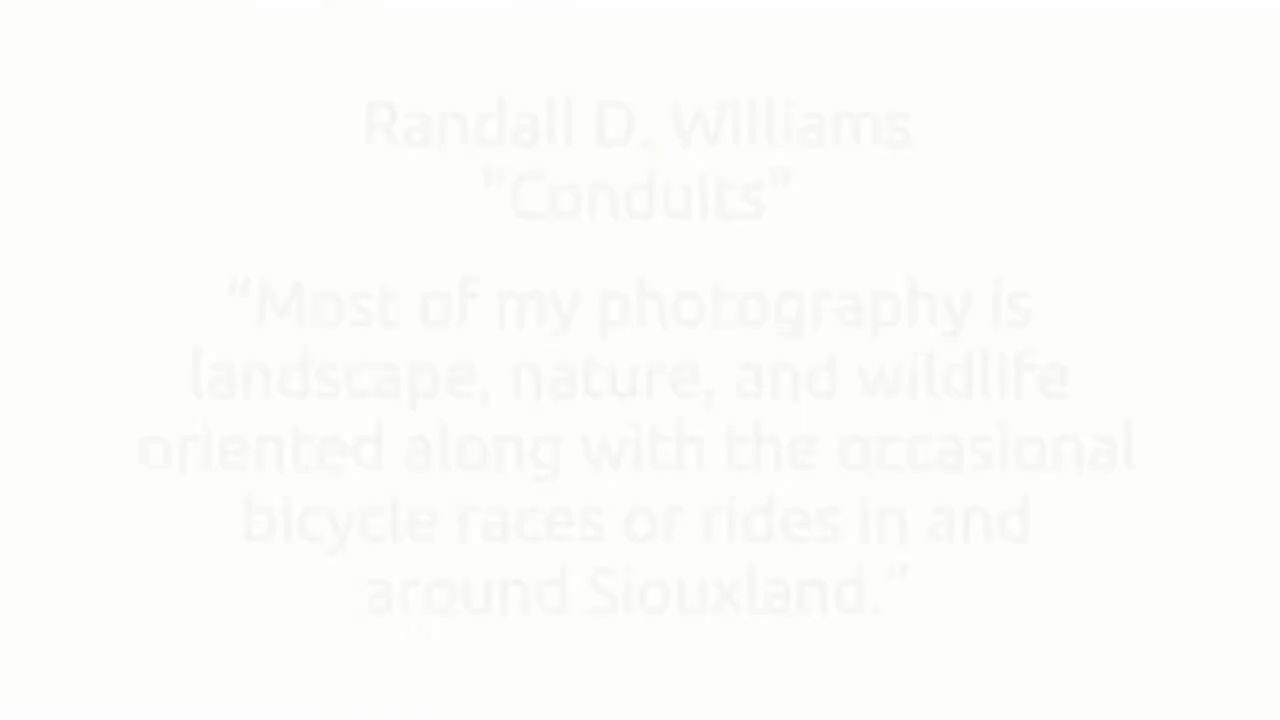 Randall D. Williams
"Conduits"
“Most of my photography is
landscape, nature, and wildlife
oriented along with the occasional
bicycle races or rides in and
around Siouxland.”